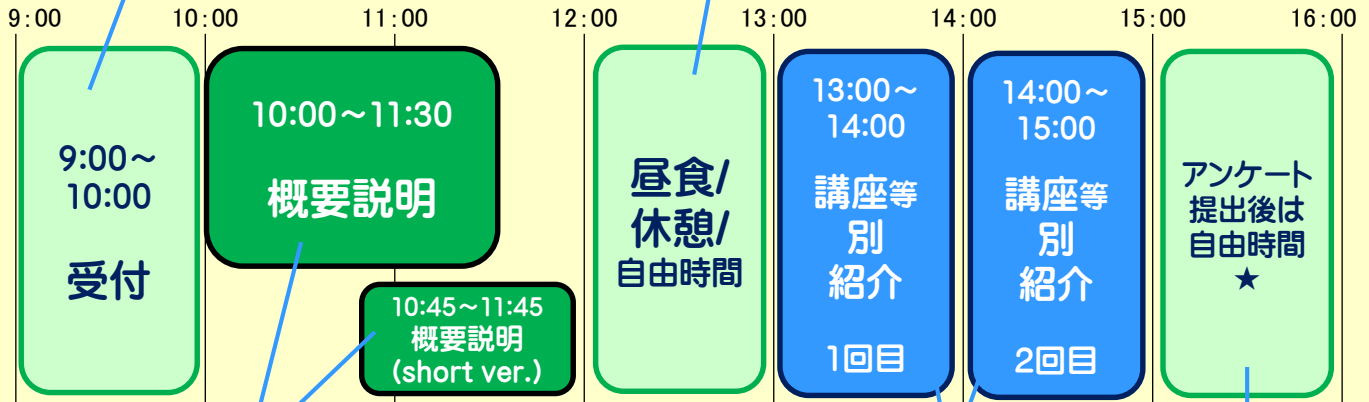 9:00 10:00 11:00 12:00 13:00 14:00 15:00 16:00
9:00～
10:00
受付
10:00～11:30
概要説明
10:45～11:45
概要説明
(short ver.)
昼食/
休憩/
自由時間
13:00～
14:00
講座等
別
紹介
1回目
14:00～
15:00
講座等
別
紹介
2回目
アンケート
提出後は
自由時間
★